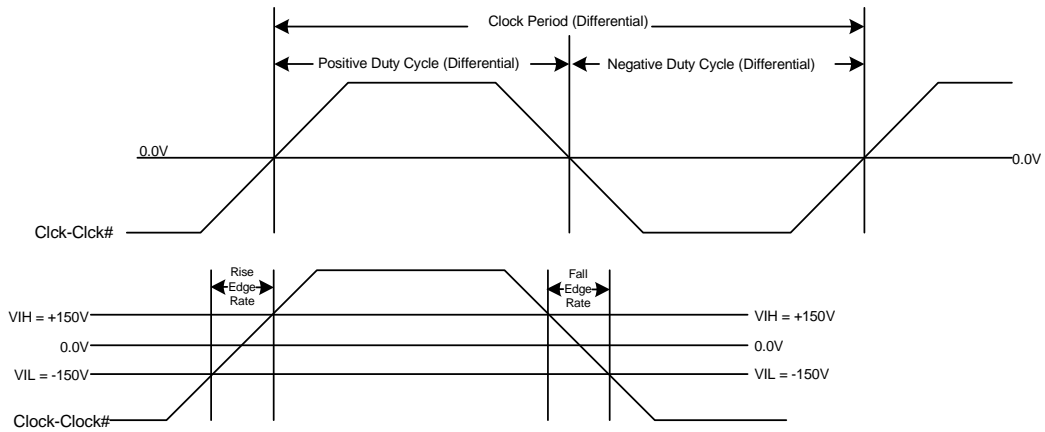 Clock Period (Differential)
Positive Duty Cycle (Differential)
Negative Duty Cycle (Differential)
0.0V
0.0V
Clck-Clck#
Rise
Edge
Rate
Fall
Edge
Rate
VIH = +150V
VIH = +150V
0.0V
0.0V
VIL = -150V
VIL = -150V
Clock-Clock#